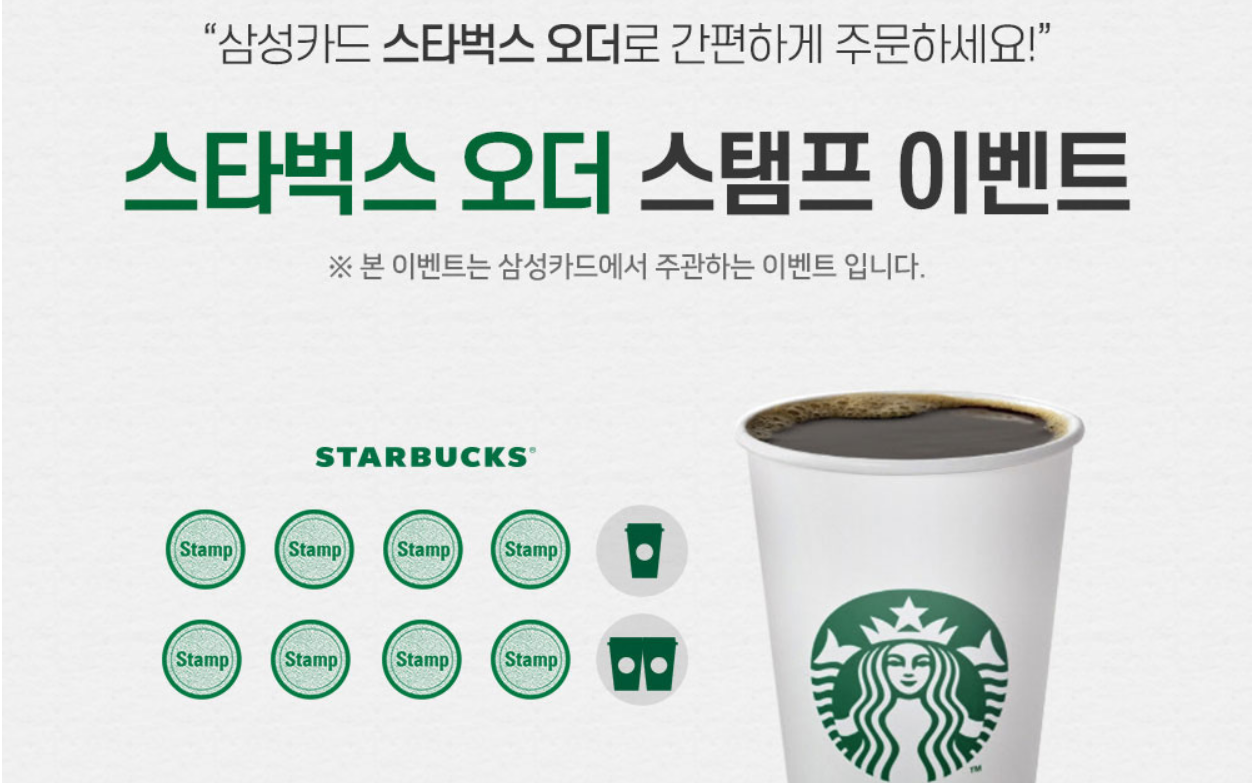 “삼성카드 스타벅스 오더로 간편하게 주문하세요!”
스타벅스 오더 스탬프 이벤트
※ 본 이벤트는 삼성카드에서 주관하는 이벤트 입니다.
STARBUCKS®
Stamp Stamp Stamp Stamp
Stamp Stamp Stamp Stamp
TM